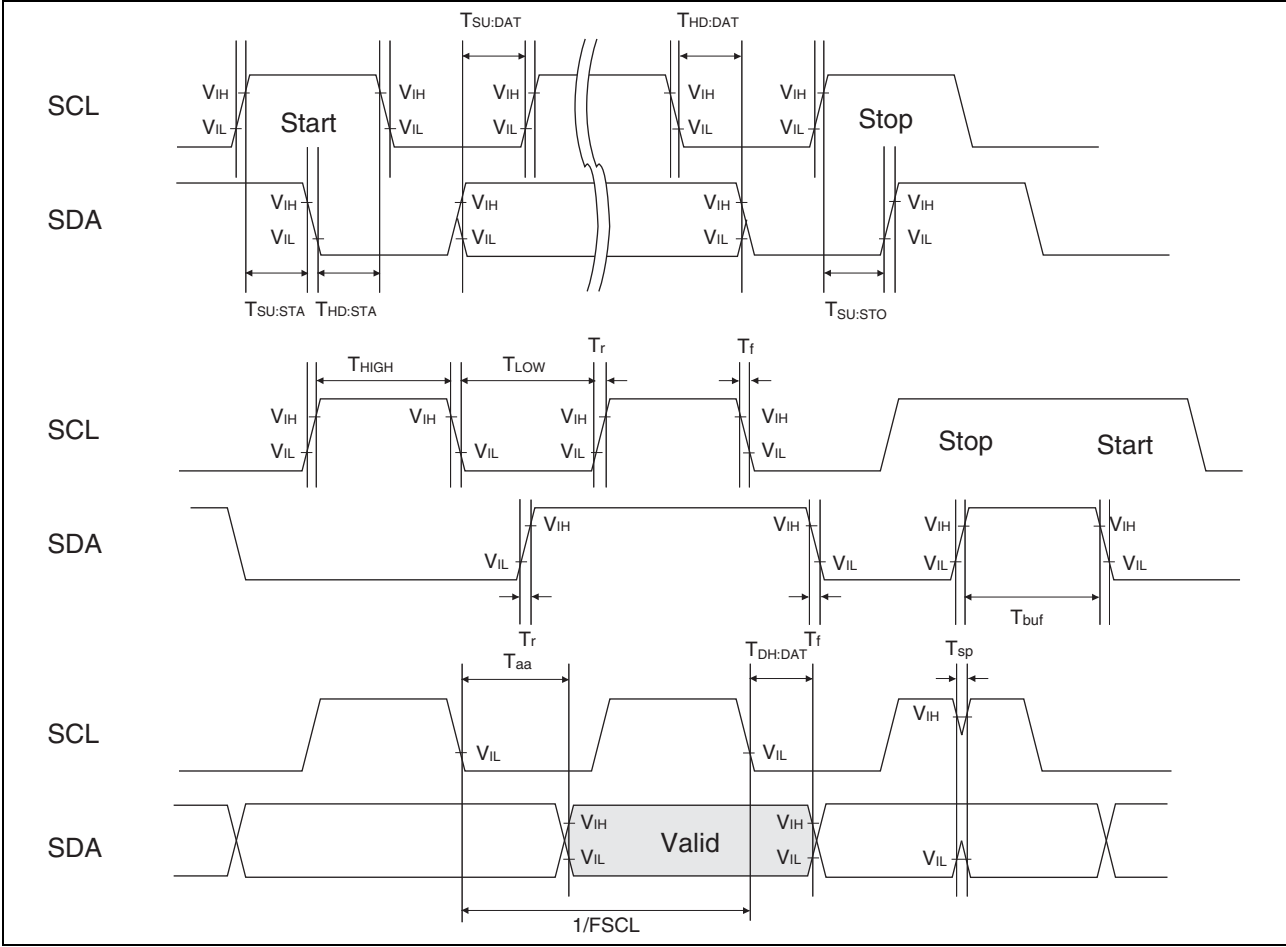 TSU:DAT THD:DAT
VIH VIH VIH VIH VIH
SCL Start Stop
VIL VIL VIL VIL VIL
VIH VIH VIH VIH
SDA
VIL VIL VIL VIL
TSU:STA THD:STA TSU:STO
THIGH TLOW Tr Tf
VIH VIH VIH VIH
SCL Stop Start
VIL VIL VIL VIL
VIH VIH VIH VIH
SDA
VIL VIL VIL VIL
Tbuf
Tr Tf
Taa TDH:DAT Tsp
VIH
SCL
VIL VIL
VIH VIH
SDA Valid
VIL VIL VIL
1/FSCL